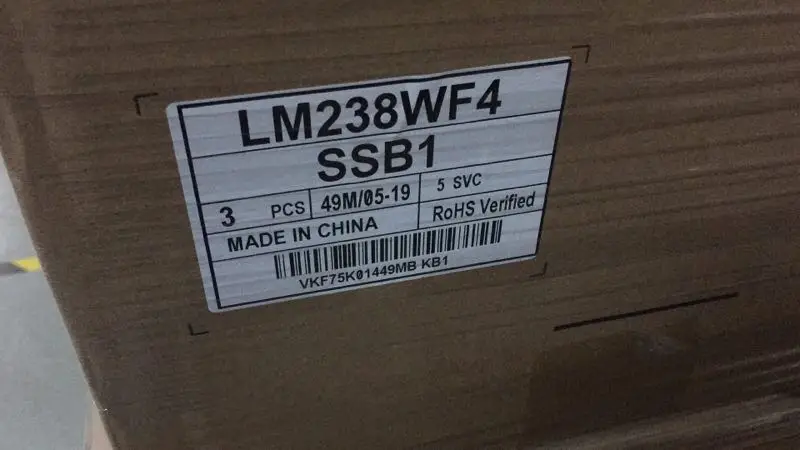 LM238WF4
SSB1
3 PCS 49M/05-19 5 SVC
MADE IN CHINA RoHS Verified
VKF75K01449MB KB1